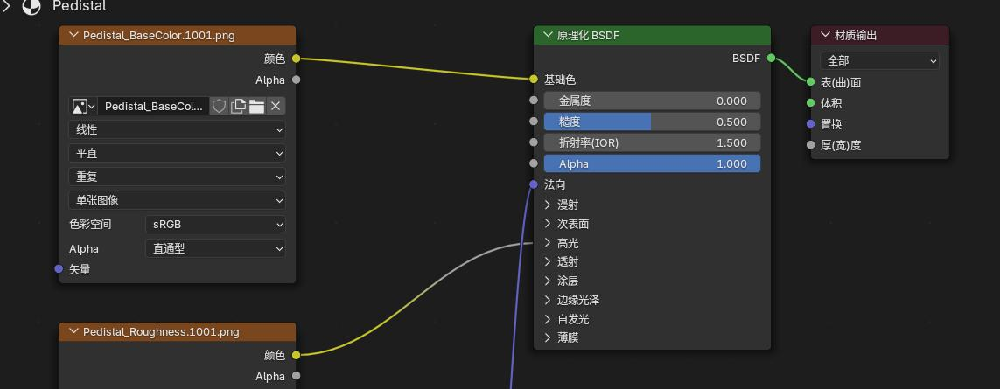 Pedistal
Pedistal_BaseColor.1001.png
颜色
Alpha
Pedistal_BaseCol...
线性
平直
重复
单张图像
色彩空间 sRGB
Alpha 直通型
矢量
Pedistal_Roughness.1001.png
颜色
Alpha
原理化 BSDF
BSDF
基础色
金属度 0.000
糙度 0.500
折射率(IOR) 1.500
Alpha 1.000
法向
漫射
次表面
高光
透射
涂层
边缘光泽
自发光
薄膜
材质输出
全部
表(曲)面
体积
置换
厚(宽)度